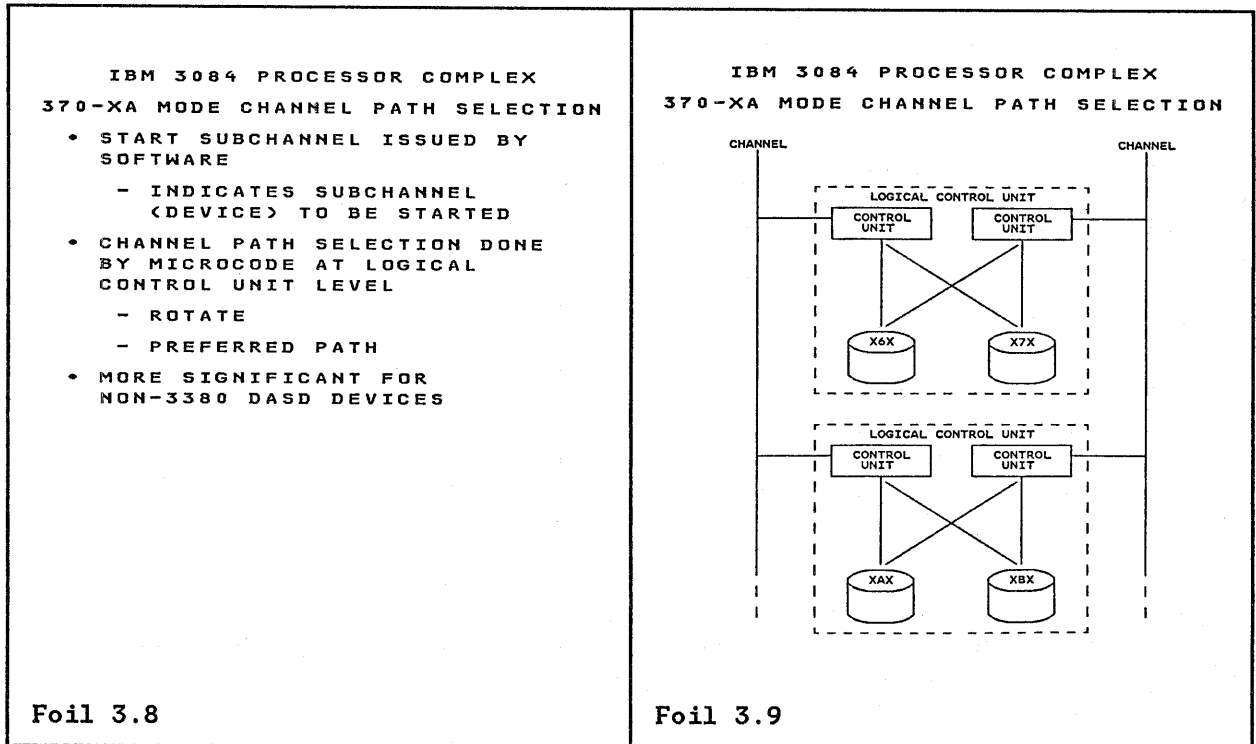 IBM 3084 PROCESSOR COMPLEX
370-XA MODE CHANNEL PATH SELECTION
• START SUBCHANNEL ISSUED BY
SOFTWARE
- INDICATES SUBCHANNEL
<DEVICE> TO BE STARTED
• CHANNEL PATH SELECTION DONE
BY MICROCODE AT LOGICAL
CONTROL UNIT LEVEL
- ROTATE
- PREFERRED PATH
• MORE SIGNIFICANT FOR
NON-3380 DASD DEVICES
Foil 3.8
IBM 3084 PROCESSOR COMPLEX
370-XA MODE CHANNEL PATH SELECTION
CHANNEL
CHANNEL
LOGICAL CONTROL UNIT
CONTROL
UNIT
CONTROL
UNIT
X6X
X7X
LOGICAL CONTROL UNIT
CONTROL
UNIT
CONTROL
UNIT
XAX
XBX
Foil 3.9